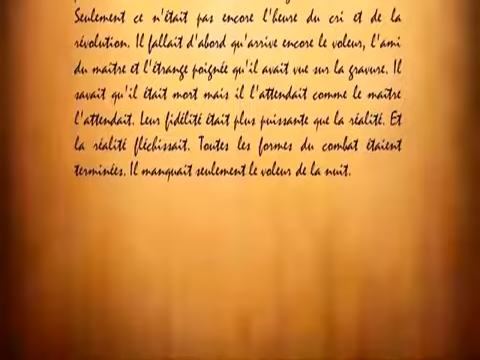 Seulement ce n'était pas encore l'heure du cri et de la
révolution. Il fallait d'abord qu'arrive encore le voleur, l'ami
du maître et l'étrange poignée qu'il avait vue sur la gravure. Il
savait qu'il était mort mais il l'attendait comme le maître
l'attendait. Leur fidélité était plus puissante que la réalité. Et
la réalité fléchissait. Toutes les formes du combat étaient
terminées. Il manquait seulement le voleur de la nuit.